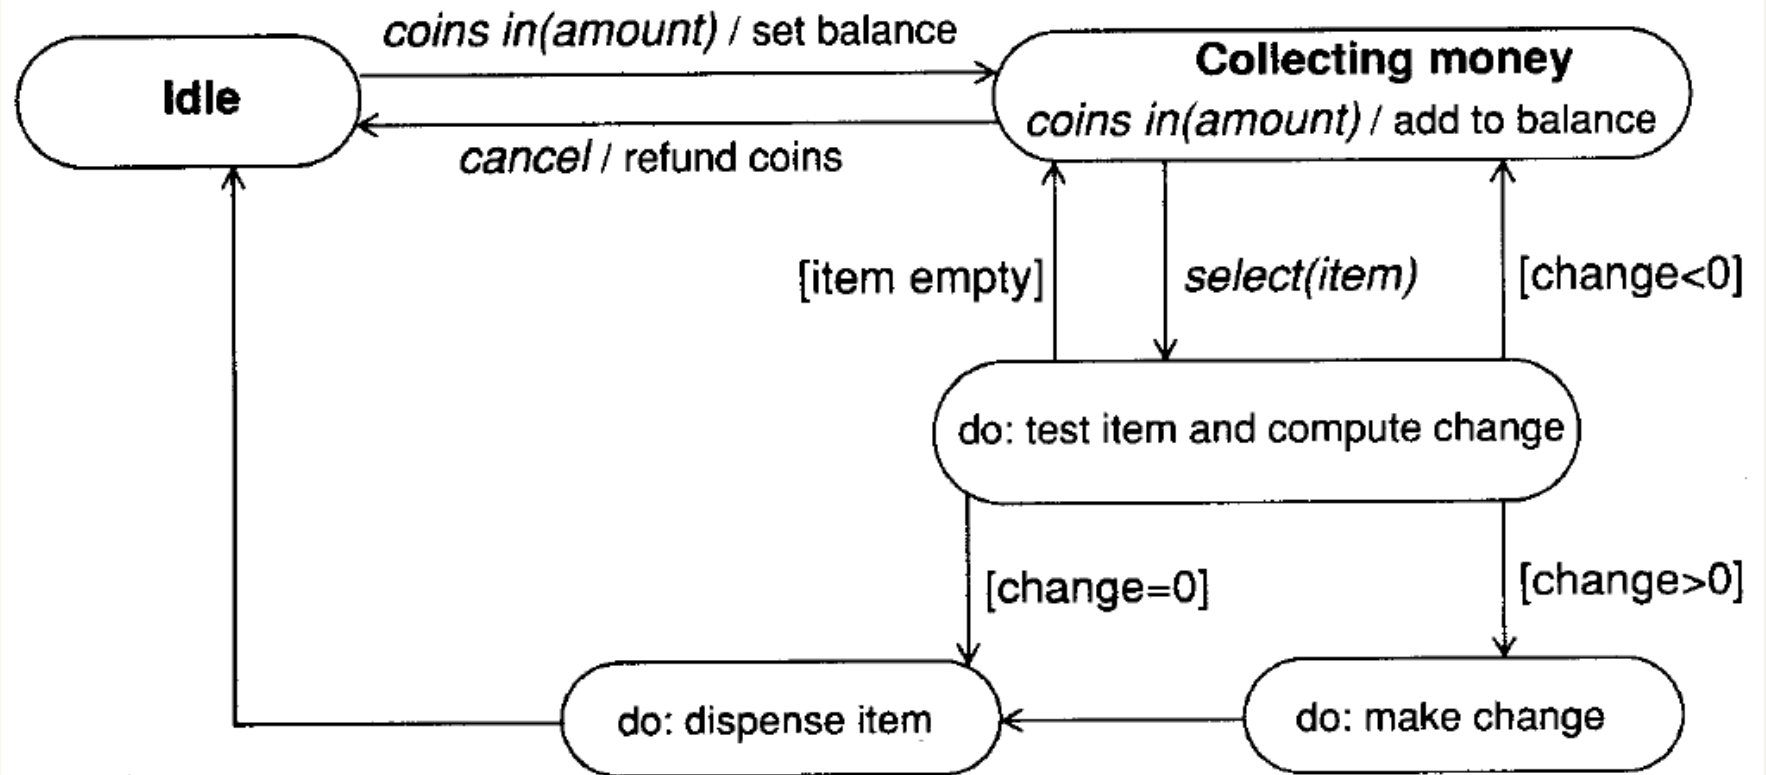 coins in(amount) / set balance
Idle
Collecting money
coins in(amount) / add to balance
cancel / refund coins
[item empty]
select(item)
[change<0]
do: test item and compute change
[change=0]
[change>0]
do: dispense item
do: make change